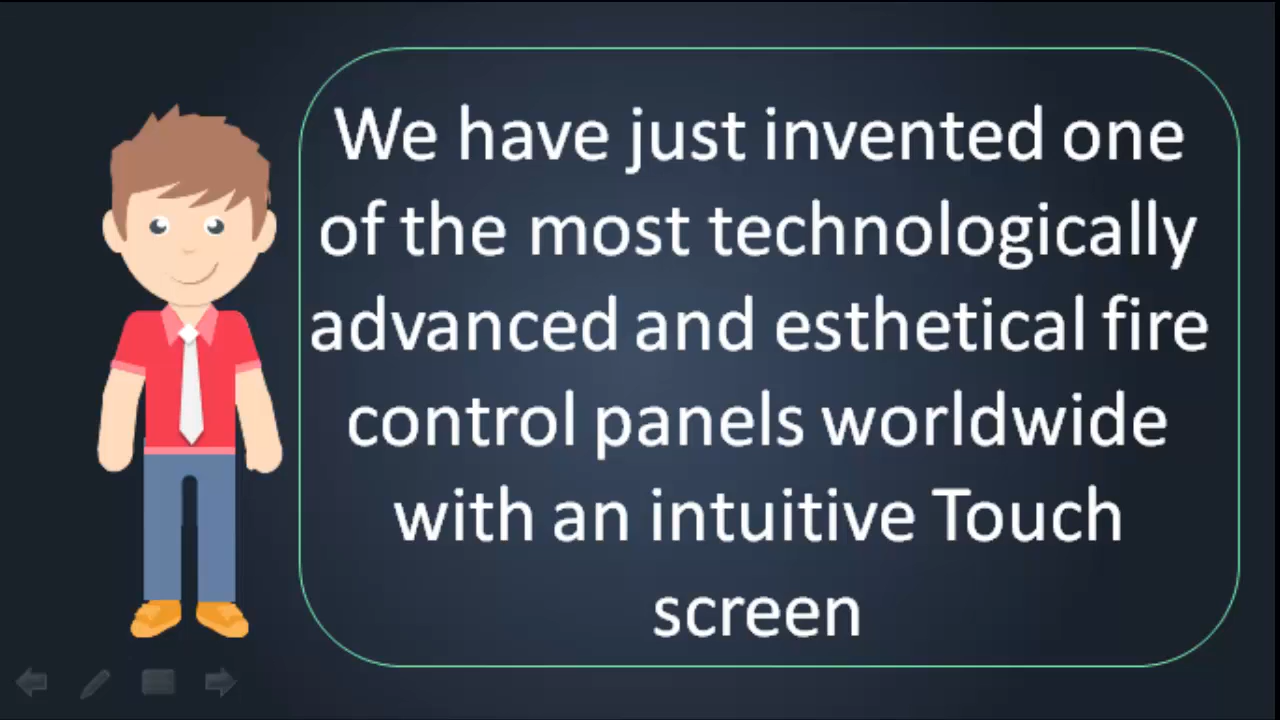 We have just invented one
of the most technologically
advanced and esthetical fire
control panels worldwide
with an intuitive Touch
screen